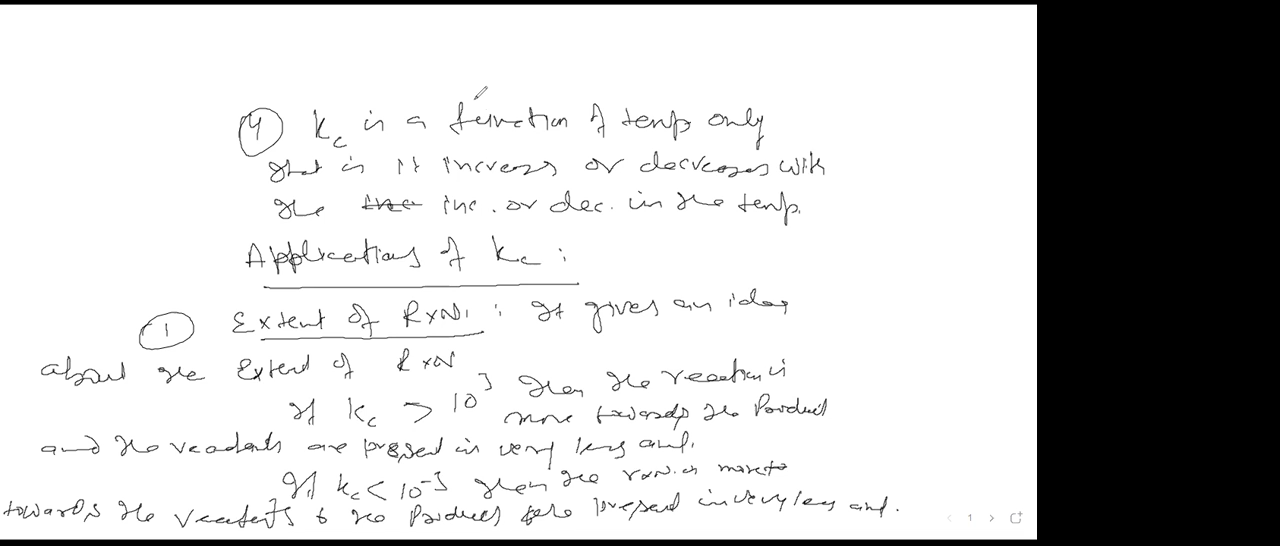 (4) Kc is a function of temp only
that is it increases or decreases with
the inc. or dec. in the temp.
Applications of Kc :
(1) Extent of RxN. : It gives an idea
about the Extend of RxN
If Kc > 10^3 then the reaction is
more towards the Product
and the reactants are present in very less amt.
If Kc < 10^-3 then the rxn. is more to
towards the reactants & the Products are present in very less amt.
1